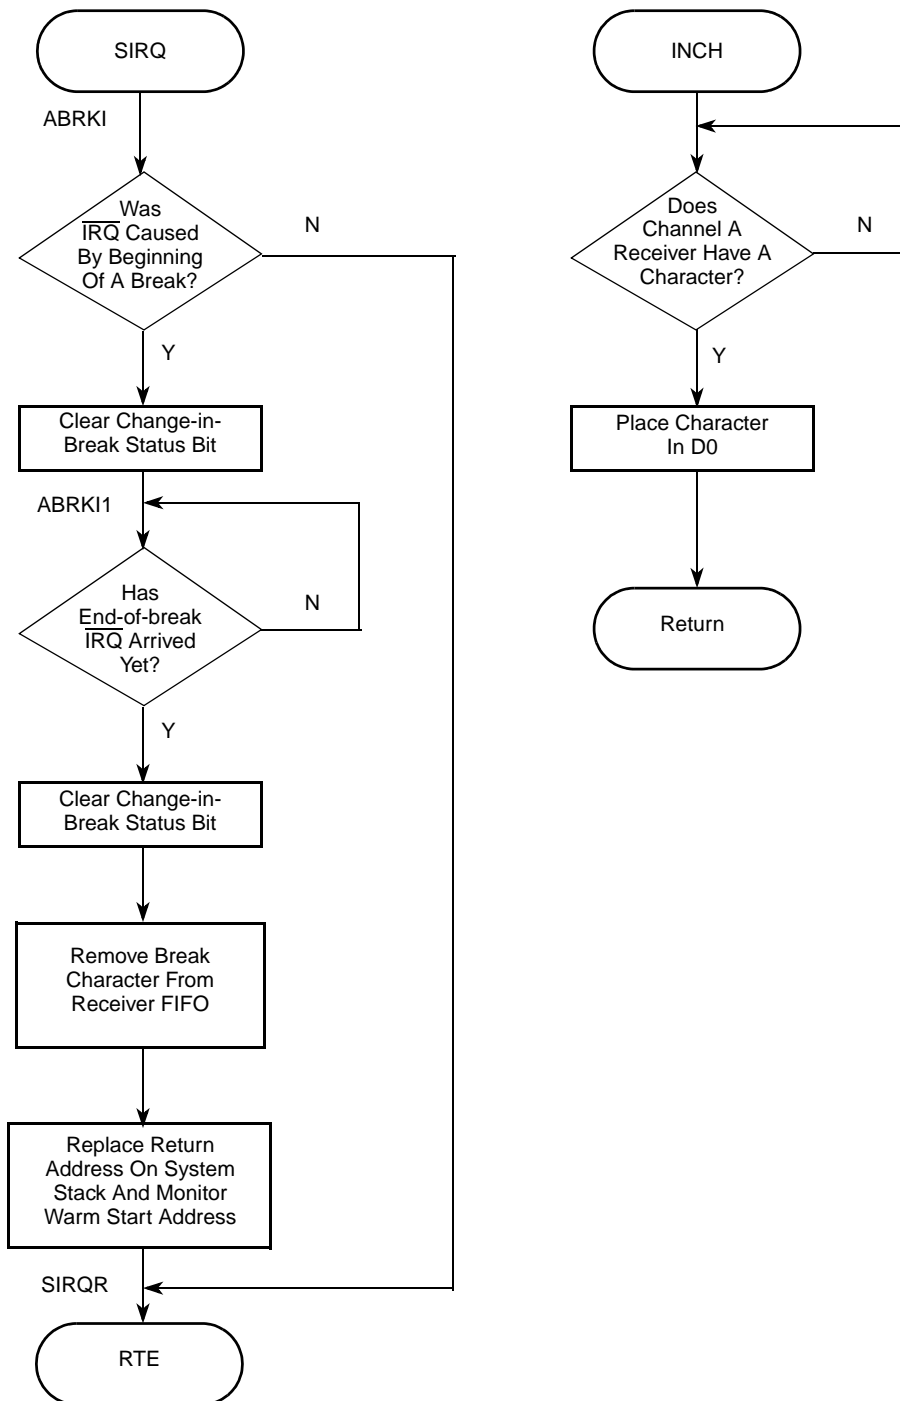 SIRQ
ABRKI
Was
IRQ Caused
By Beginning
Of A Break?
N
Y
Clear Change-in-
Break Status Bit
ABRKI1
Has
End-of-break
IRQ Arrived
Yet?
N
Y
Clear Change-in-
Break Status Bit
Remove Break
Character From
Receiver FIFO
Replace Return
Address On System
Stack And Monitor
Warm Start Address
SIRQR
RTE
INCH
Does
Channel A
Receiver Have A
Character?
N
Y
Place Character
In D0
Return